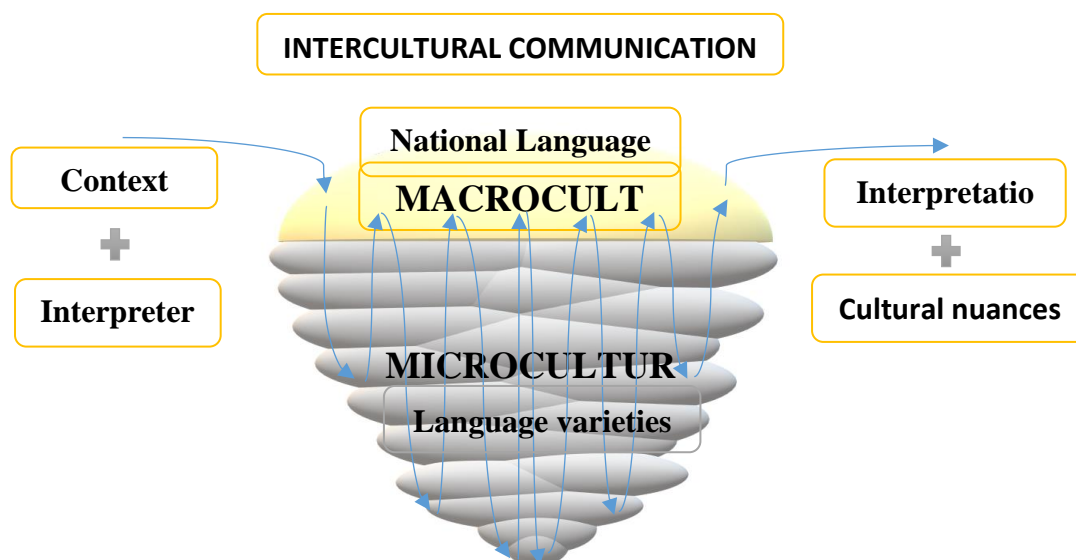 INTERCULTURAL COMMUNICATION
National Language
MACROCULT
Context
Interpreter
MICROCULTUR
Language varieties
Interpretatio
Cultural nuances